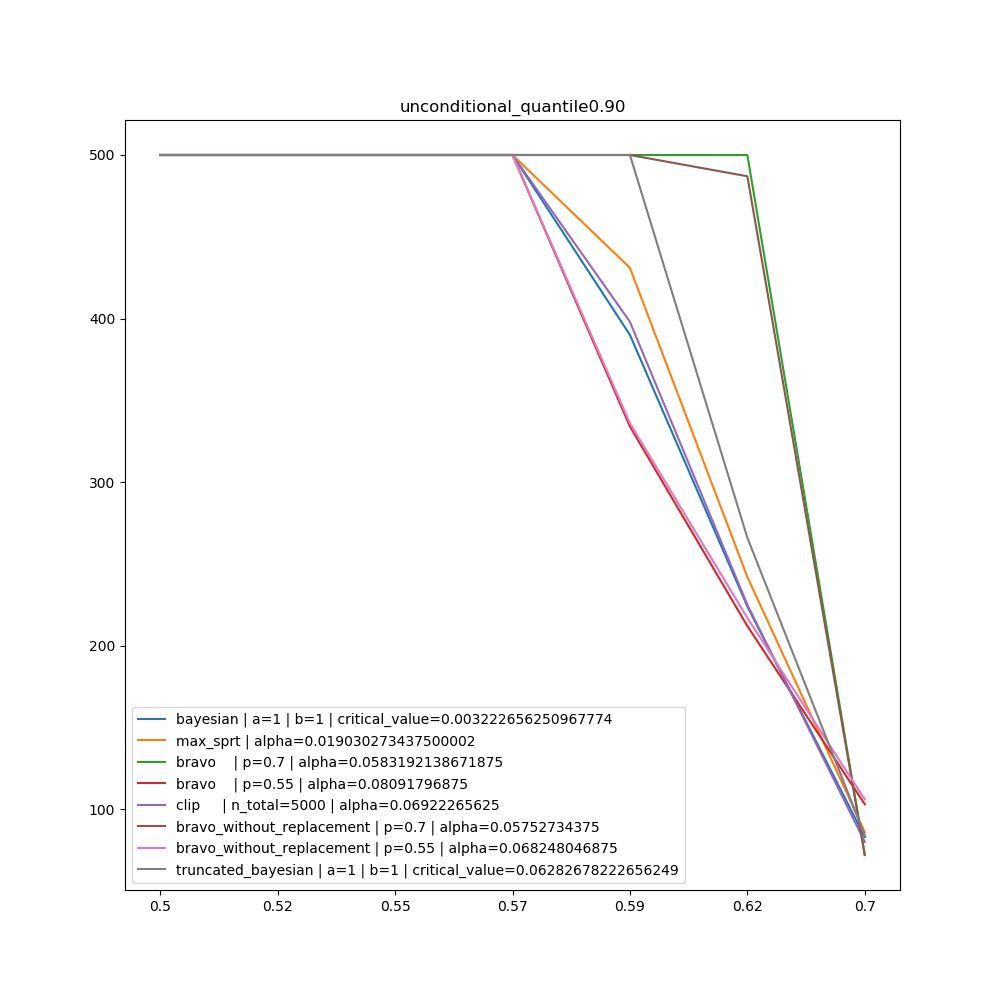 unconditional_quantile0.90
500
400
300
200
100
bayesian | a=1 | b=1 | critical_value=0.003222656250967774
max_sprt | alpha=0.019030273437500002
bravo | p=0.7 | alpha=0.0583192138671875
bravo | p=0.55 | alpha=0.08091796875
clip | n_total=5000 | alpha=0.06922265625
bravo_without_replacement | p=0.7 | alpha=0.05752734375
bravo_without_replacement | p=0.55 | alpha=0.068248046875
truncated_bayesian | a=1 | b=1 | critical_value=0.06282678222656249
0.5 0.52 0.55 0.57 0.59 0.62 0.7